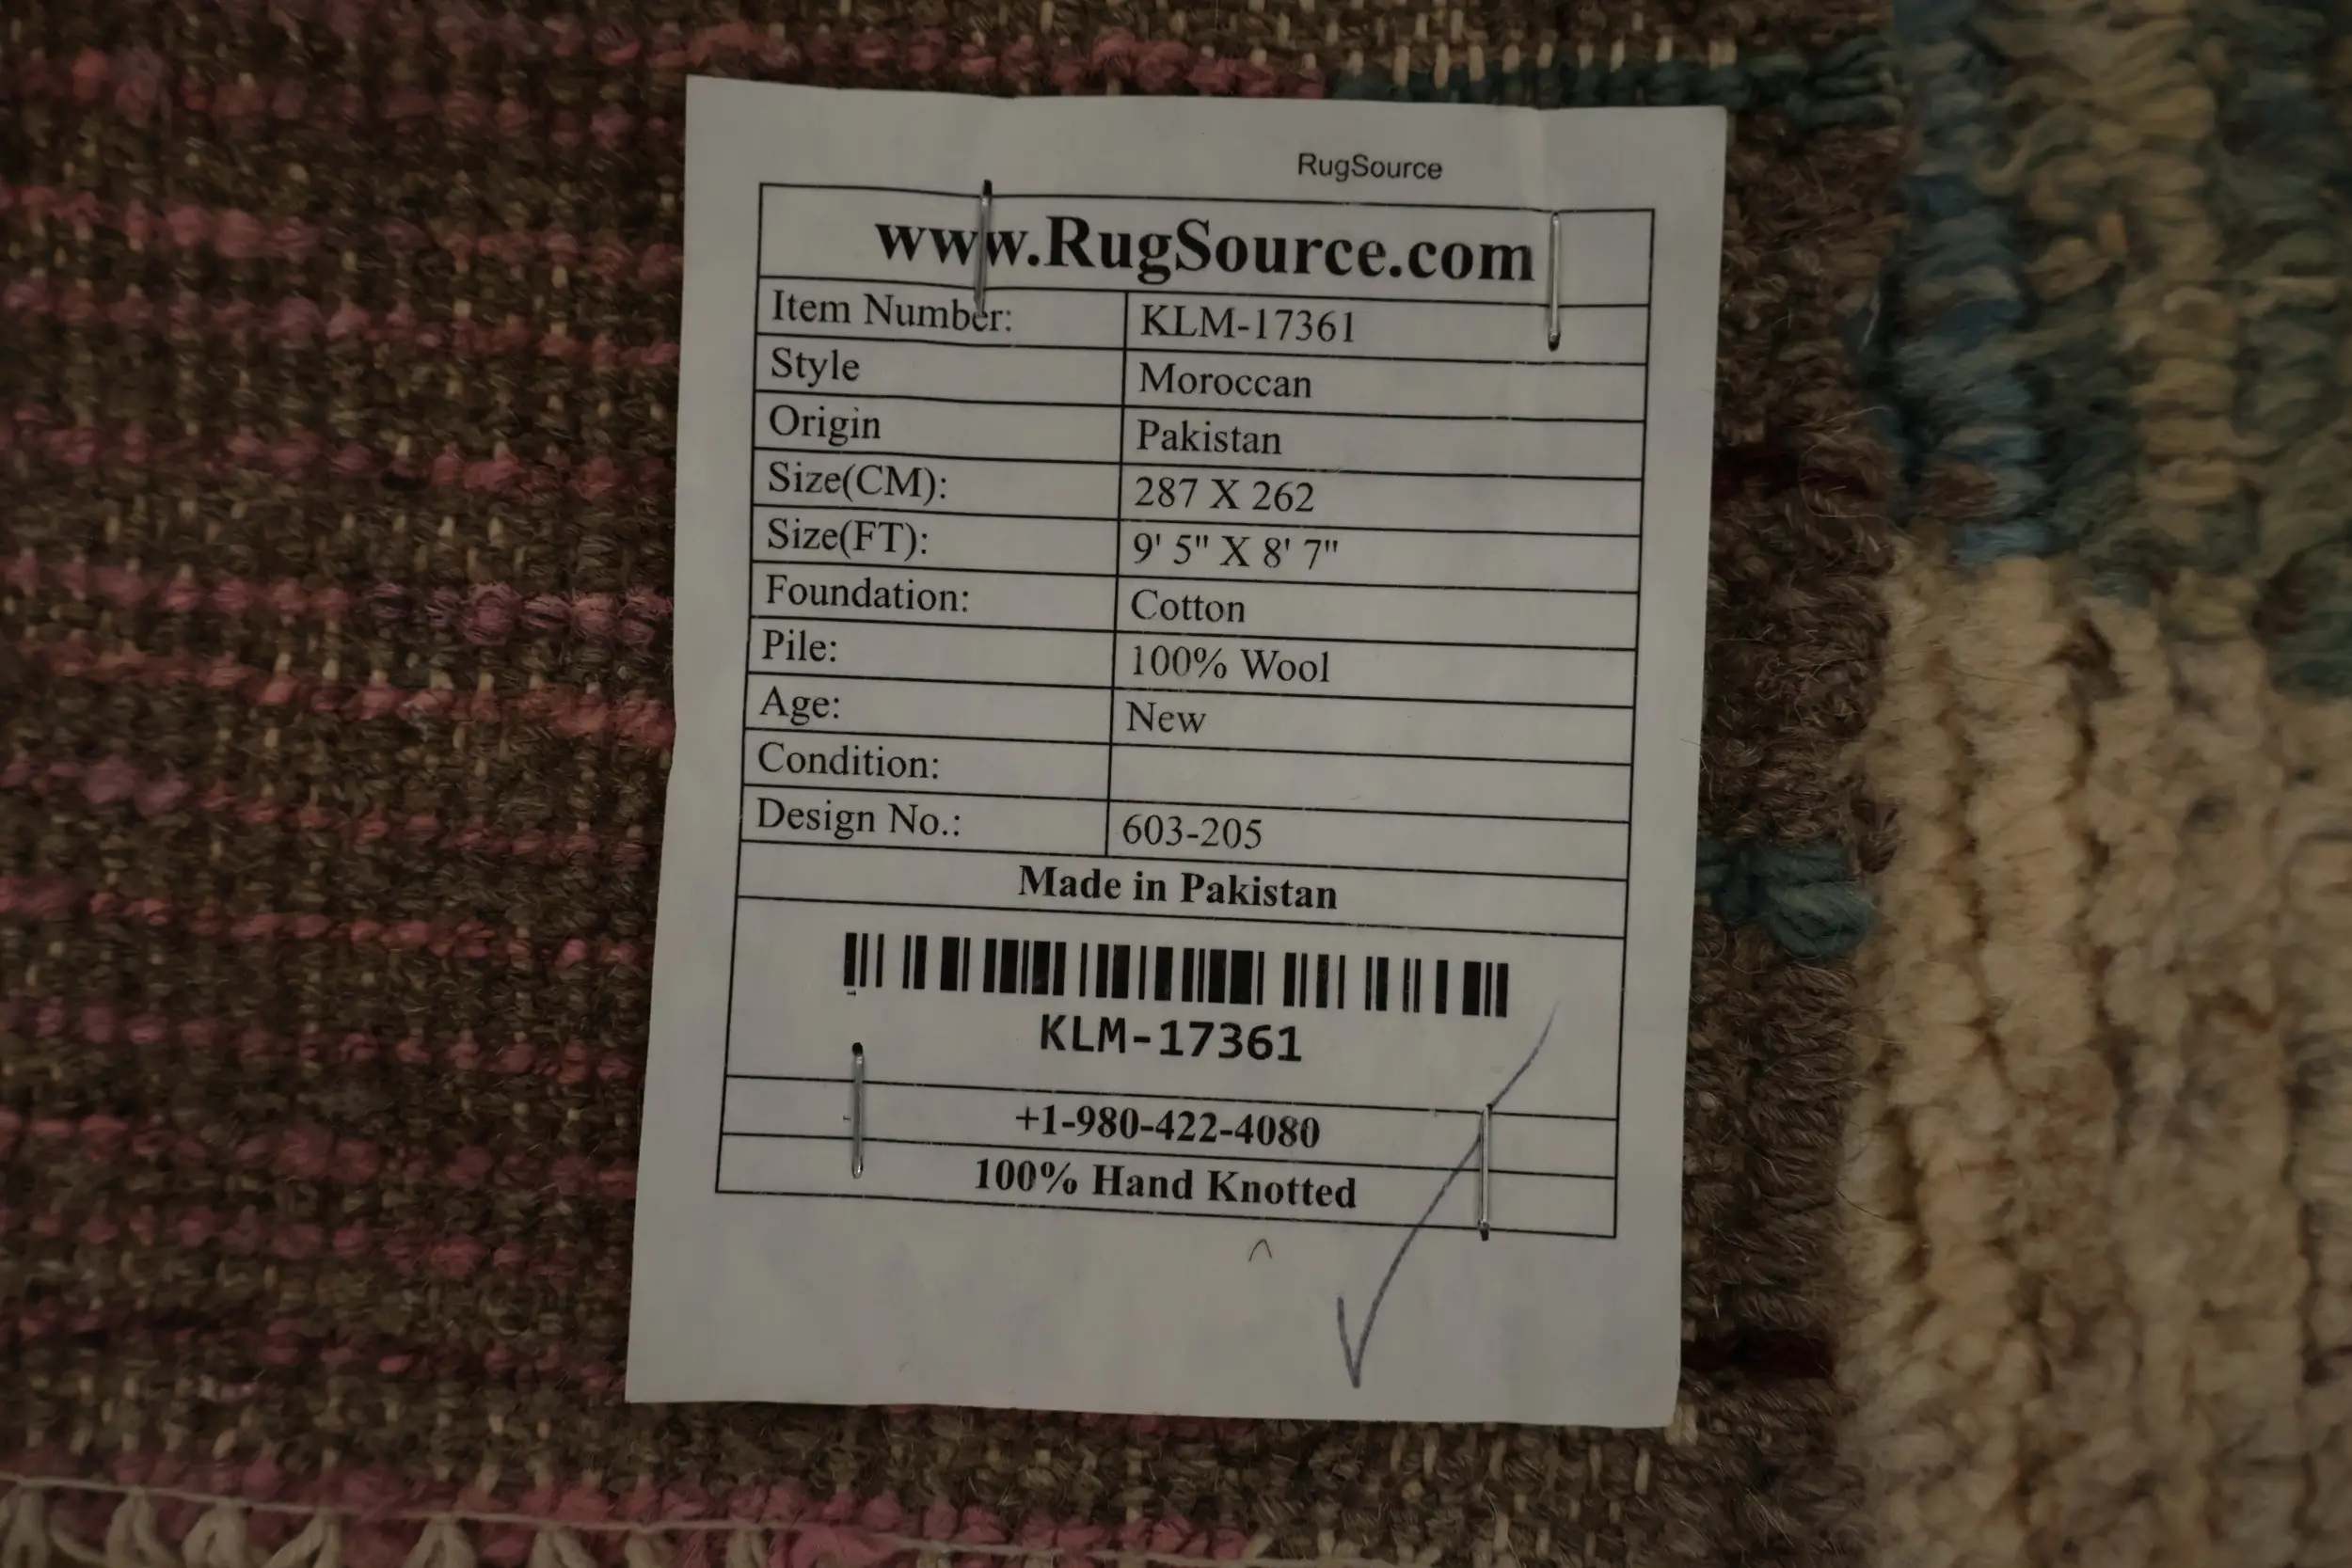 RugSource
www.RugSource.com
Item Number: KLM-17361
Style Moroccan
Origin Pakistan
Size(CM): 287 X 262
Size(FT): 9' 5" X 8' 7"
Foundation: Cotton
Pile: 100% Wool
Age: New
Condition:
Design No.: 603-205
Made in Pakistan
KLM-17361
+1-980-422-4080
100% Hand Knotted